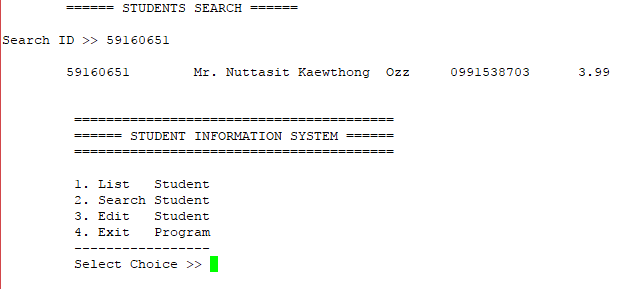 ====== STUDENTS SEARCH ======
Search ID >> 59160651
59160651 Mr. Nuttasit Kaewthong Ozz 0991538703 3.99
========================================
====== STUDENT INFORMATION SYSTEM ======
========================================
1. List Student
2. Search Student
3. Edit Student
4. Exit Program
-----------------
Select Choice >>